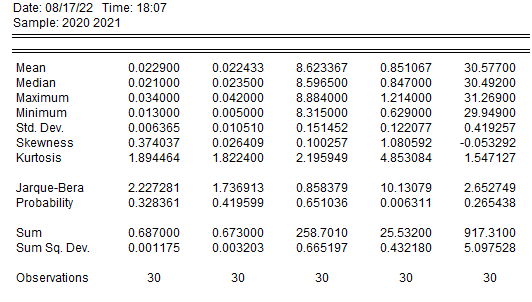 Date: 08/17/22 Time: 18:07
Sample: 2020 2021
Mean 0.022900 0.022433 8.623367 0.851067 30.57700
Median 0.021000 0.023500 8.596500 0.847000 30.49200
Maximum 0.034000 0.042000 8.884000 1.214000 31.26900
Minimum 0.013000 0.005000 8.315000 0.629000 29.94900
Std. Dev. 0.006365 0.010510 0.151452 0.122077 0.419257
Skewness 0.374037 0.026409 0.100257 1.080592 -0.053292
Kurtosis 1.894464 1.822400 2.195949 4.853084 1.547127
Jarque-Bera 2.227281 1.736913 0.858379 10.13079 2.652749
Probability 0.328361 0.419599 0.651036 0.006311 0.265438
Sum 0.687000 0.673000 258.7010 25.53200 917.3100
Sum Sq. Dev. 0.001175 0.003203 0.665197 0.432180 5.097528
Observations 30 30 30 30 30